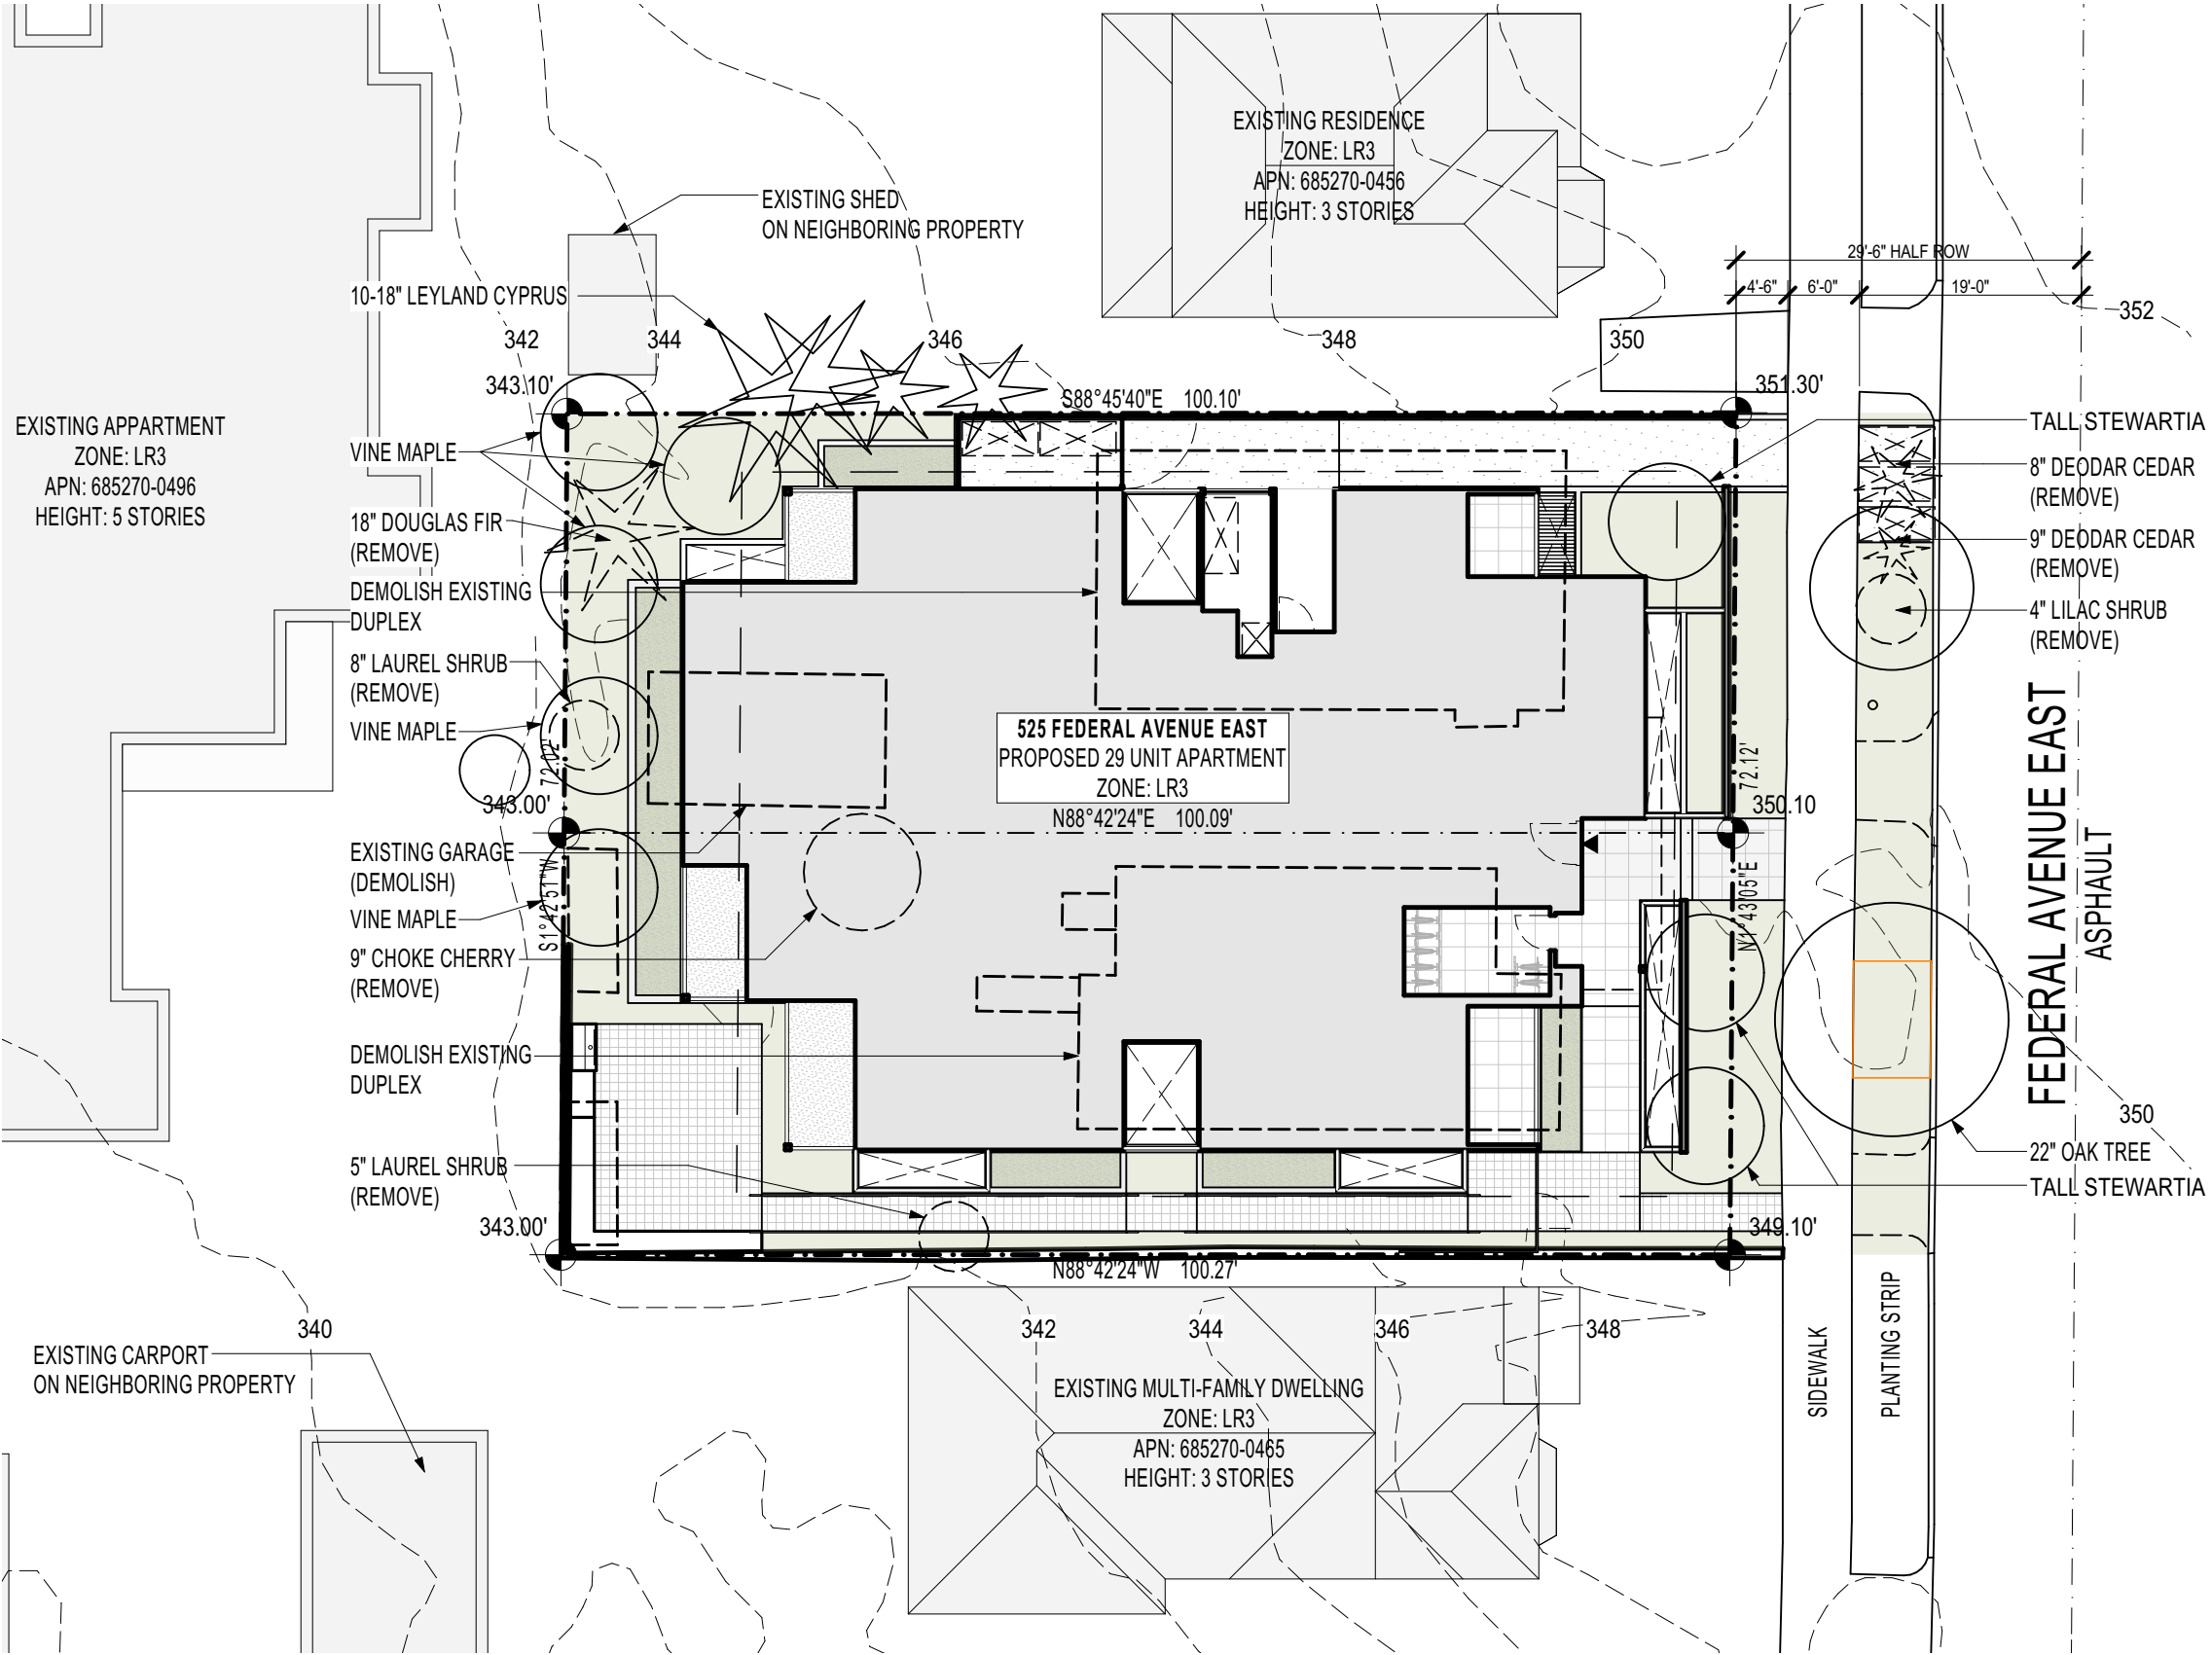 EXISTING RESIDENCE
ZONE: LR3
APN: 685270-0456
HEIGHT: 3 STORIES
EXISTING SHED
ON NEIGHBORING PROPERTY
29'-6" HALF ROW
4'-6"
6'-0"
19'-0"
10-18" LEYLAND CYPRUS
342
344
346
348
350
352
343.10'
S88°45'40"E 100.10'
351.30'
EXISTING APPARTMENT
ZONE: LR3
APN: 685270-0496
HEIGHT: 5 STORIES
VINE MAPLE
18" DOUGLAS FIR
(REMOVE)
DEMOLISH EXISTING
DUPLEX
8" LAUREL SHRUB
(REMOVE)
VINE MAPLE
72.02'
343.00'
EXISTING GARAGE
(DEMOLISH)
VINE MAPLE
S1°42'51"W
9" CHOKE CHERRY
(REMOVE)
DEMOLISH EXISTING
DUPLEX
5" LAUREL SHRUB
(REMOVE)
343.00'
525 FEDERAL AVENUE EAST
PROPOSED 29 UNIT APARTMENT
ZONE: LR3
N88°42'24"E 100.09'
TALL STEWARTIA
8" DEODAR CEDAR
(REMOVE)
9" DEODAR CEDAR
(REMOVE)
4" LILAC SHRUB
(REMOVE)
72.12'
350.10
N1°43'05"E
FEDERAL AVENUE EAST
ASPHAULT
350
22" OAK TREE
TALL STEWARTIA
349.10'
N88°42'24"W 100.27'
340
342
344
346
348
EXISTING CARPORT
ON NEIGHBORING PROPERTY
EXISTING MULTI-FAMILY DWELLING
ZONE: LR3
APN: 685270-0465
HEIGHT: 3 STORIES
SIDEWALK
PLANTING STRIP